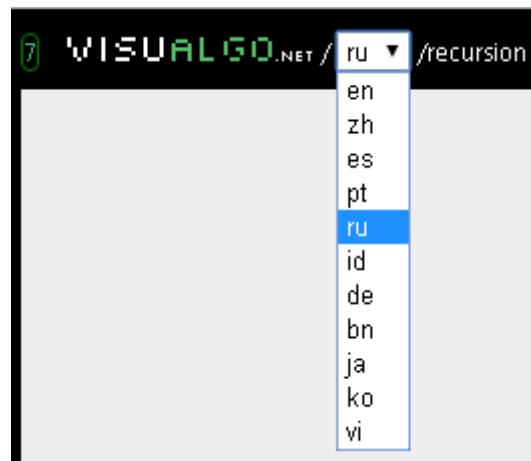 7 VISUALGO.NET / ru ▼ /recursion
en
zh
es
pt
ru
id
de
bn
ja
ko
vi